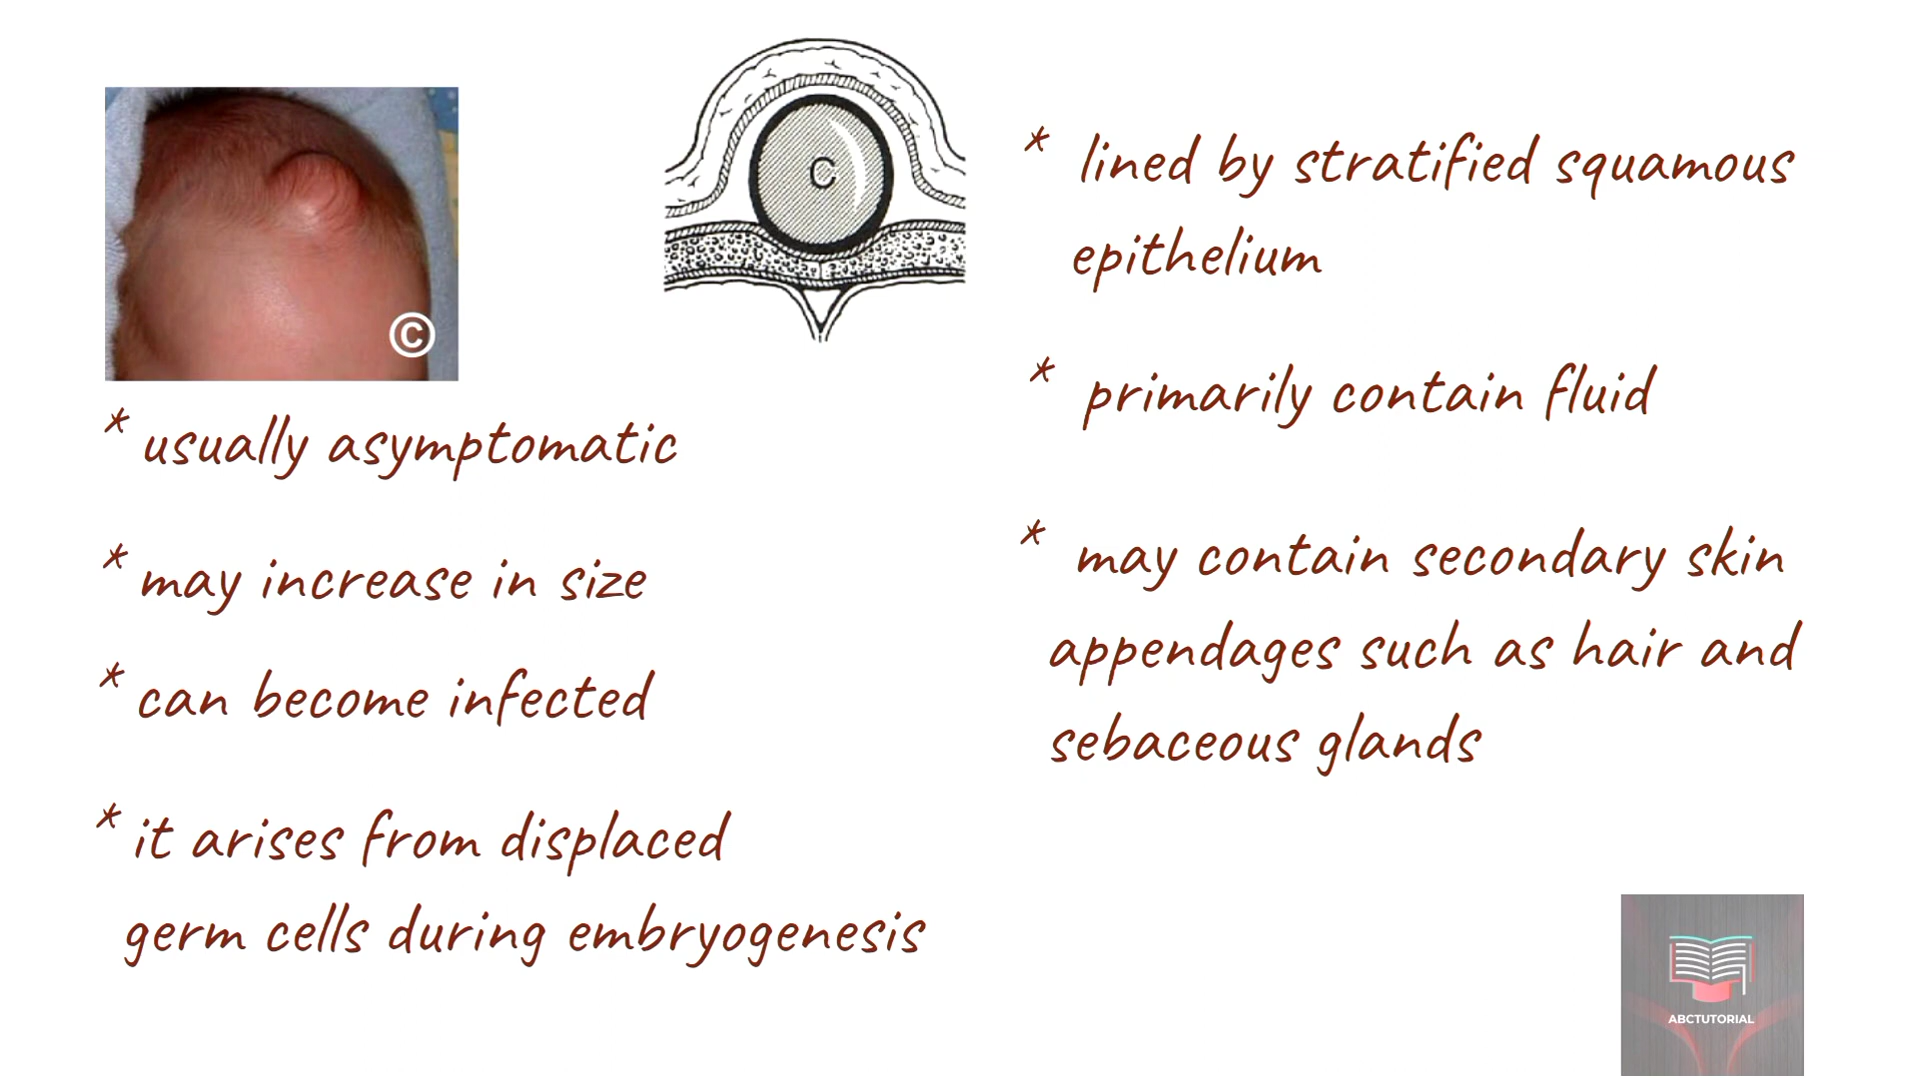 ©
C
* usually asymptomatic
* may increase in size
* can become infected
* it arises from displaced
germ cells during embryogenesis
* lined by stratified squamous
epithelium
* primarily contain fluid
* may contain secondary skin
appendages such as hair and
sebaceous glands
ABCTUTORIAL